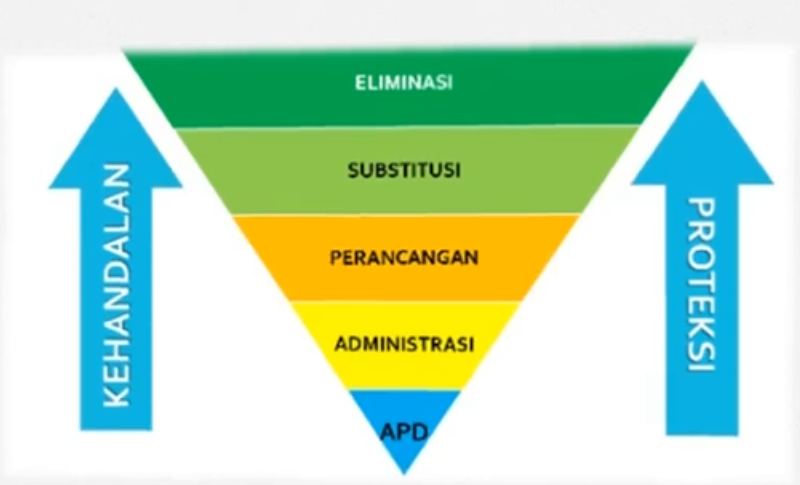 ELIMINASI
SUBSTITUSI
PERANCANGAN
ADMINISTRASI
APD
KEHANDALAN
PROTEKSI